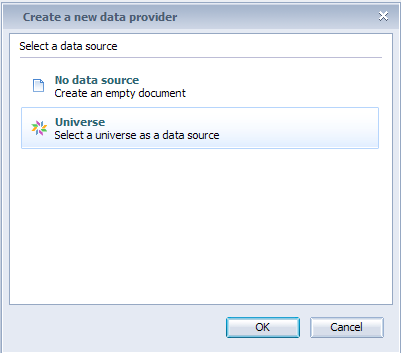 Create a new data provider
Select a data source
No data source
Create an empty document
Universe
Select a universe as a data source
OK
Cancel